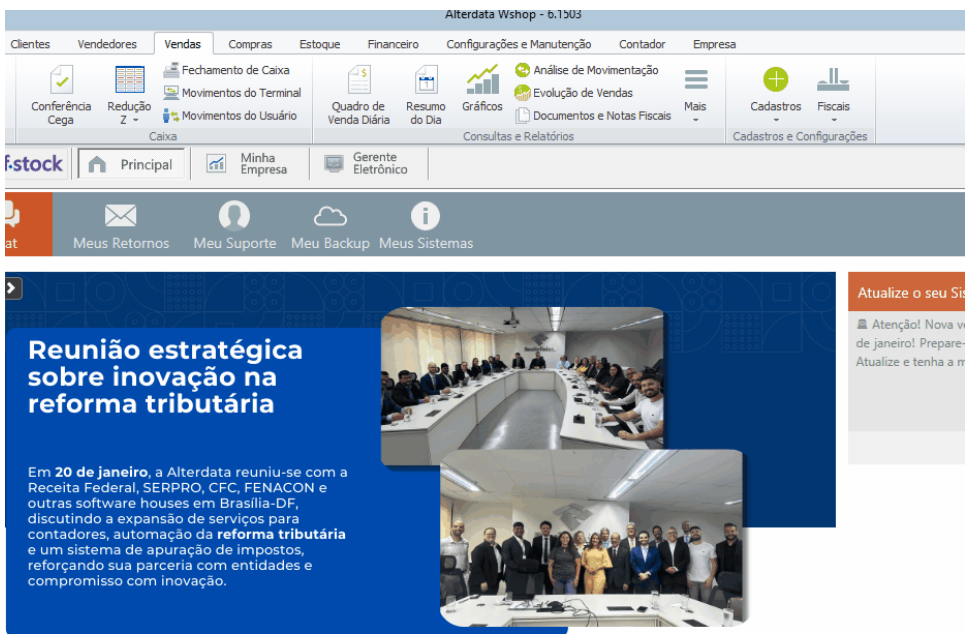 Alterdata Wshop - 6.1503
Clientes Vendedores Vendas Compras Estoque Financeiro Configurações e Manutenção Contador Empresa
Conferência Cega
Redução Z
Fechamento de Caixa
Movimentos do Terminal
Movimentos do Usuário
Caixa
Quadro de Venda Diária
Resumo do Dia
Gráficos
Análise de Movimentação
Evolução de Vendas
Documentos e Notas Fiscais
Mais
Consultas e Relatórios
Cadastros
Fiscais
Cadastros e Configurações
f.stock
Principal
Minha Empresa
Gerente Eletrônico
at
Meus Retornos
Meu Suporte
Meu Backup
Meus Sistemas
Reunião estratégica
sobre inovação na
reforma tributária
Em 20 de janeiro, a Alterdata reuniu-se com a
Receita Federal, SERPRO, CFC, FENACON e
outras software houses em Brasília-DF,
discutindo a expansão de serviços para
contadores, automação da reforma tributária
e um sistema de apuração de impostos,
reforçando sua parceria com entidades e
compromisso com inovação.
Atualize o seu Sis
Atenção! Nova ve
de janeiro! Prepare-
Atualize e tenha a m